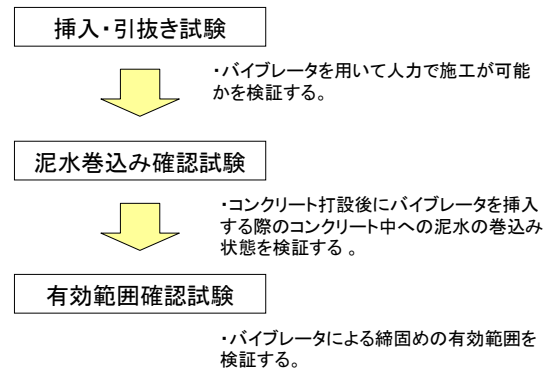 挿入・引抜き試験
・バイブレータを用いて人力で施工が可能
かを検証する。
泥水巻込み確認試験
・コンクリート打設後にバイブレータを挿入
する際のコンクリート中への泥水の巻込み
状態を検証する 。
有効範囲確認試験
・バイブレータによる締固めの有効範囲を
検証する。